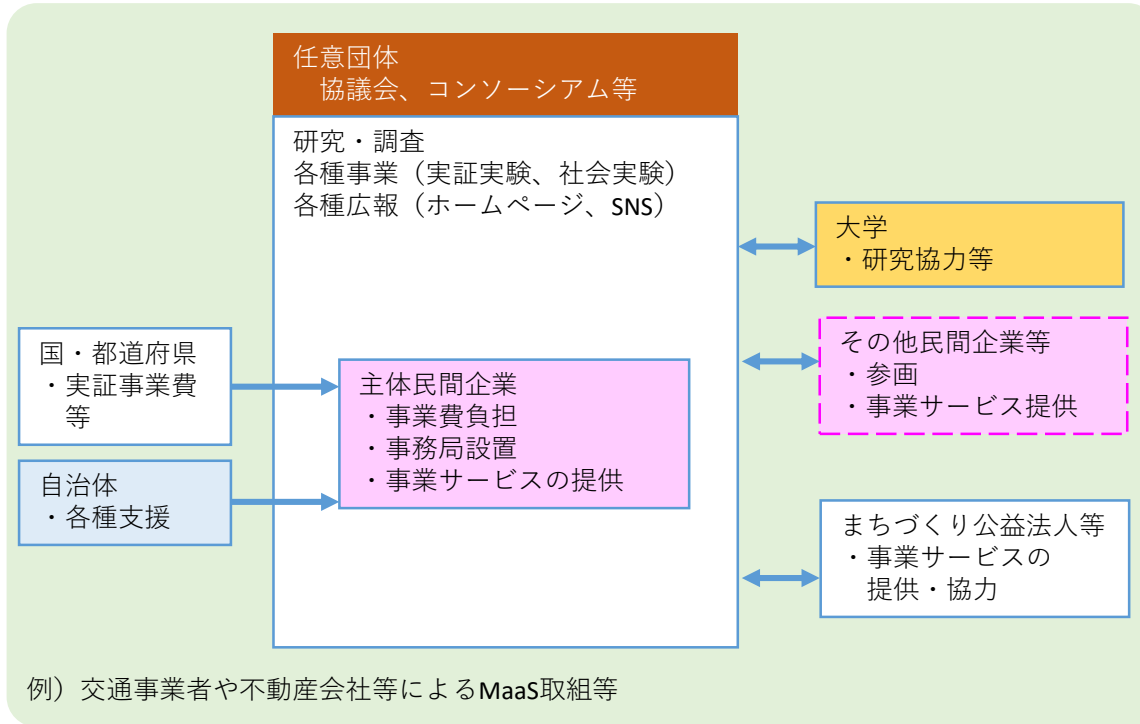 任意団体
協議会、コンソーシアム等
研究・調査
各種事業（実証実験、社会実験）
各種広報（ホームページ、SNS）
国・都道府県
・実証事業費
等
自治体
・各種支援
主体民間企業
・事業費負担
・事務局設置
・事業サービスの提供
大学
・研究協力等
その他民間企業等
・参画
・事業サービス提供
まちづくり公益法人等
・事業サービスの
提供・協力
例）交通事業者や不動産会社等によるMaaS取組等